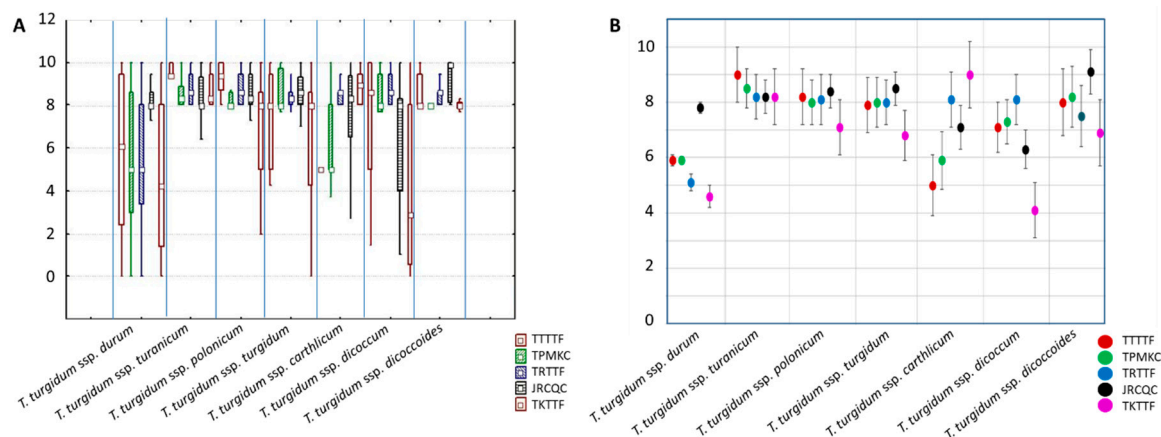 A
12
10
8
6
4
2
0
T. turgidum ssp. durum
T. turgidum ssp. turanicum
T. turgidum ssp. polonicum
T. turgidum ssp. turgidum
T. turgidum ssp. carthlicum
T. turgidum ssp. dicoccum
T. turgidum ssp. dicoccoides
TTTTF
TPMKC
TRTTF
JRCQC
TKTTF
B
10
8
6
4
2
0
T. turgidum ssp. durum
T. turgidum ssp. turanicum
T. turgidum ssp. polonicum
T. turgidum ssp. turgidum
T. turgidum ssp. carthlicum
T. turgidum ssp. dicoccum
T. turgidum ssp. dicoccoides
TTTTF
TPMKC
TRTTF
JRCQC
TKTTF